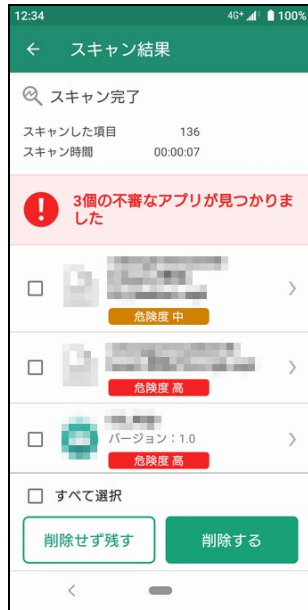 12:34 4G+ 100%
スキャン結果
スキャン完了
スキャンした項目 136
スキャン時間 00:00:07
3個の不審なアプリが見つかりま
した
危険度 中
危険度 高
バージョン：1.0
危険度 高
すべて選択
削除せず残す 削除する